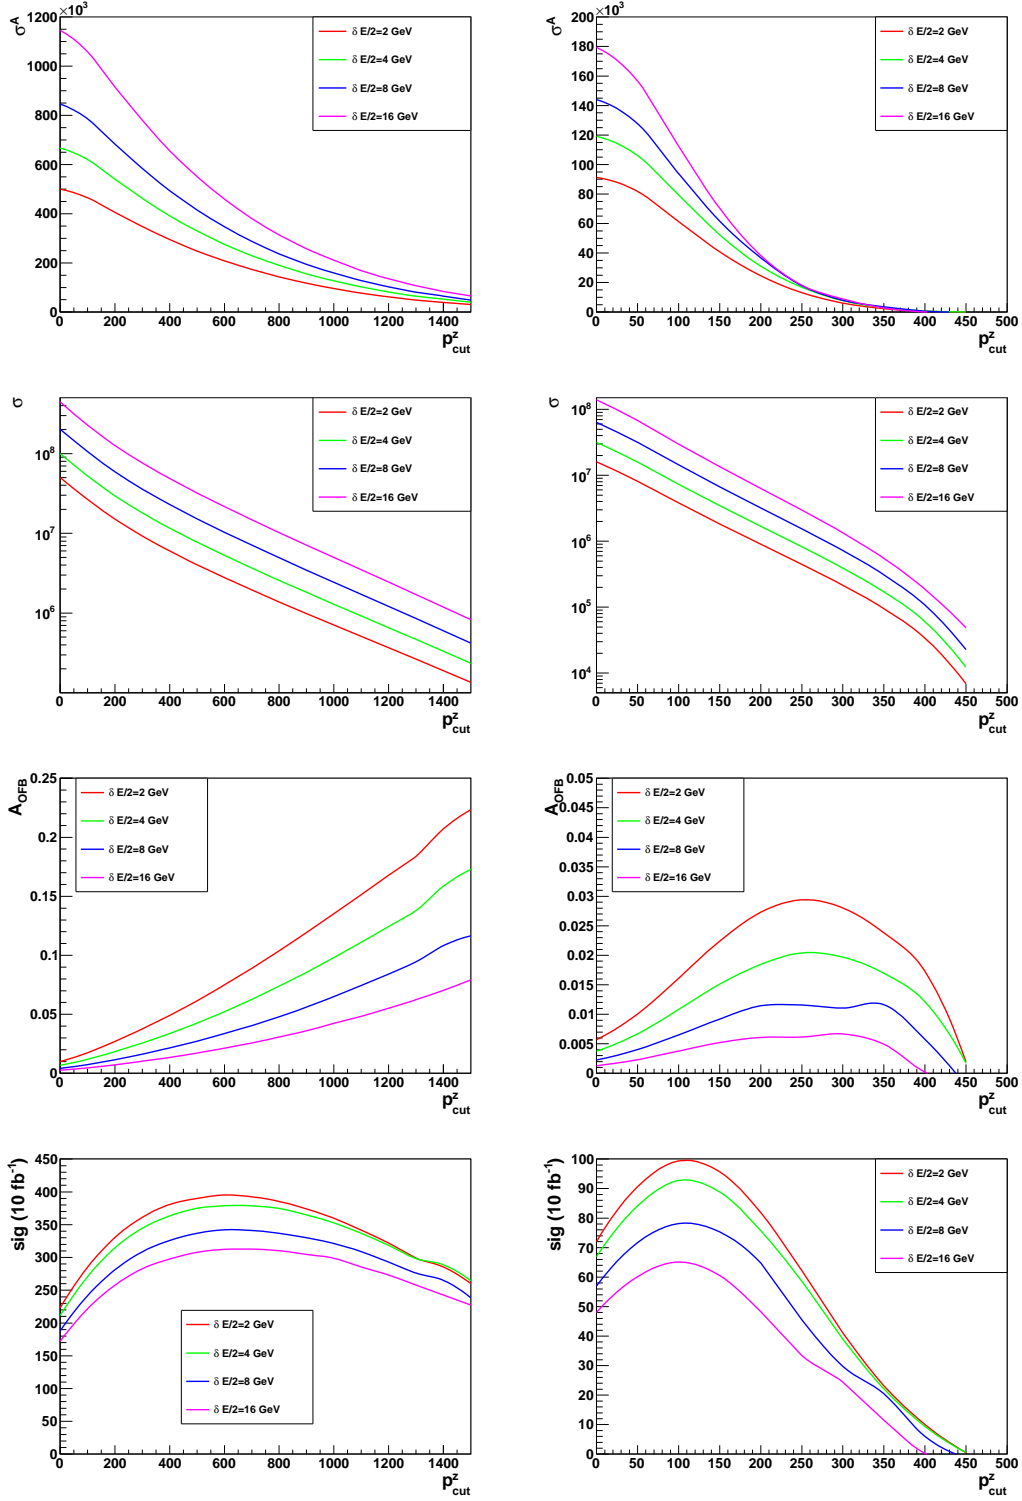 ×10³
σᴬ
1200
1000
800
600
400
200
0
0 200 400 600 800 1000 1200 1400
p^z_cut
δ E/2=2 GeV
δ E/2=4 GeV
δ E/2=8 GeV
δ E/2=16 GeV
×10³
σᴬ
200
180
160
140
120
100
80
60
40
20
0
0 50 100 150 200 250 300 350 400 450 500
p^z_cut
δ E/2=2 GeV
δ E/2=4 GeV
δ E/2=8 GeV
δ E/2=16 GeV
σ
10⁸
10⁷
10⁶
0 200 400 600 800 1000 1200 1400
p^z_cut
δ E/2=2 GeV
δ E/2=4 GeV
δ E/2=8 GeV
δ E/2=16 GeV
σ
10⁸
10⁷
10⁶
10⁵
10⁴
0 50 100 150 200 250 300 350 400 450 500
p^z_cut
δ E/2=2 GeV
δ E/2=4 GeV
δ E/2=8 GeV
δ E/2=16 GeV
A_OFB
0.25
0.2
0.15
0.1
0.05
0
0 200 400 600 800 1000 1200 1400
p^z_cut
δ E/2=2 GeV
δ E/2=4 GeV
δ E/2=8 GeV
δ E/2=16 GeV
A_OFB
0.05
0.045
0.04
0.035
0.03
0.025
0.02
0.015
0.01
0.005
0
0 50 100 150 200 250 300 350 400 450 500
p^z_cut
δ E/2=2 GeV
δ E/2=4 GeV
δ E/2=8 GeV
δ E/2=16 GeV
sig (10 fb⁻¹)
450
400
350
300
250
200
150
100
50
0
0 200 400 600 800 1000 1200 1400
p^z_cut
δ E/2=2 GeV
δ E/2=4 GeV
δ E/2=8 GeV
δ E/2=16 GeV
sig (10 fb⁻¹)
100
90
80
70
60
50
40
30
20
10
0
0 50 100 150 200 250 300 350 400 450 500
p^z_cut
δ E/2=2 GeV
δ E/2=4 GeV
δ E/2=8 GeV
δ E/2=16 GeV